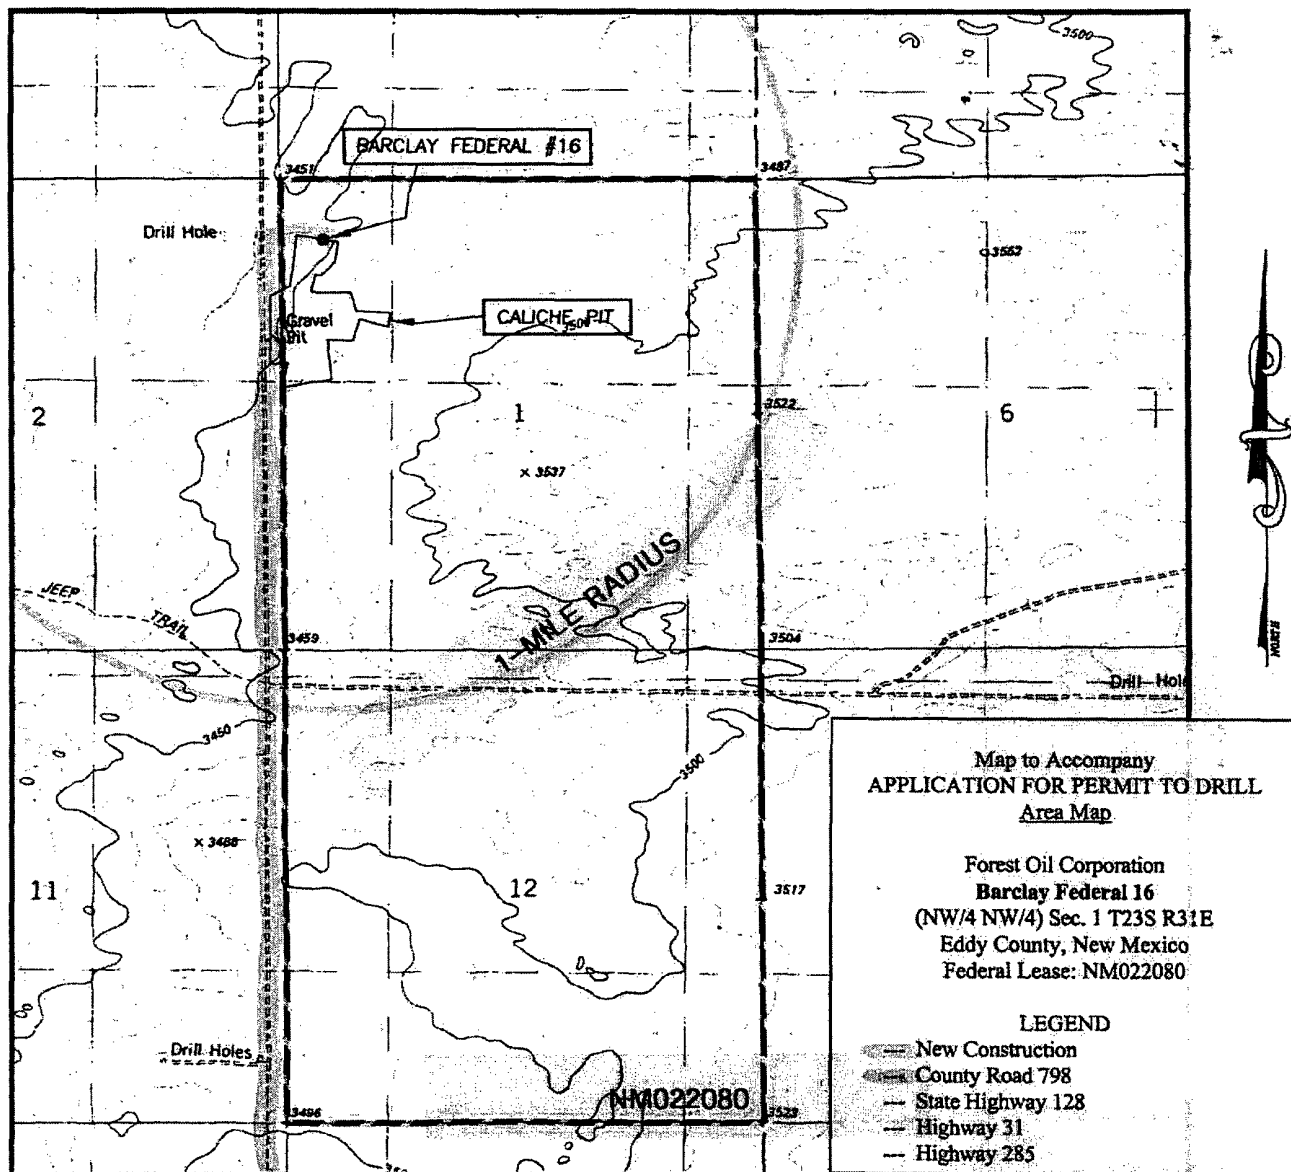 3500
BARCLAY FEDERAL #16
3451
3487
Drill Hole
3552
CALICHE PIT
Gravel
Pit
3522
2
1
6
3537
1-MILE RADIUS
JEEP
TRAIL
3459
3504
NORTH
Drill Hole
3450
3500
Map to Accompany
APPLICATION FOR PERMIT TO DRILL
Area Map
3488
Forest Oil Corporation
11
12
3517
Barclay Federal 16
(NW/4 NW/4) Sec. 1 T23S R31E
Eddy County, New Mexico
Federal Lease: NM022080
LEGEND
Drill Holes
New Construction
County Road 798
NM022080
3496
State Highway 128
Highway 31
Highway 285